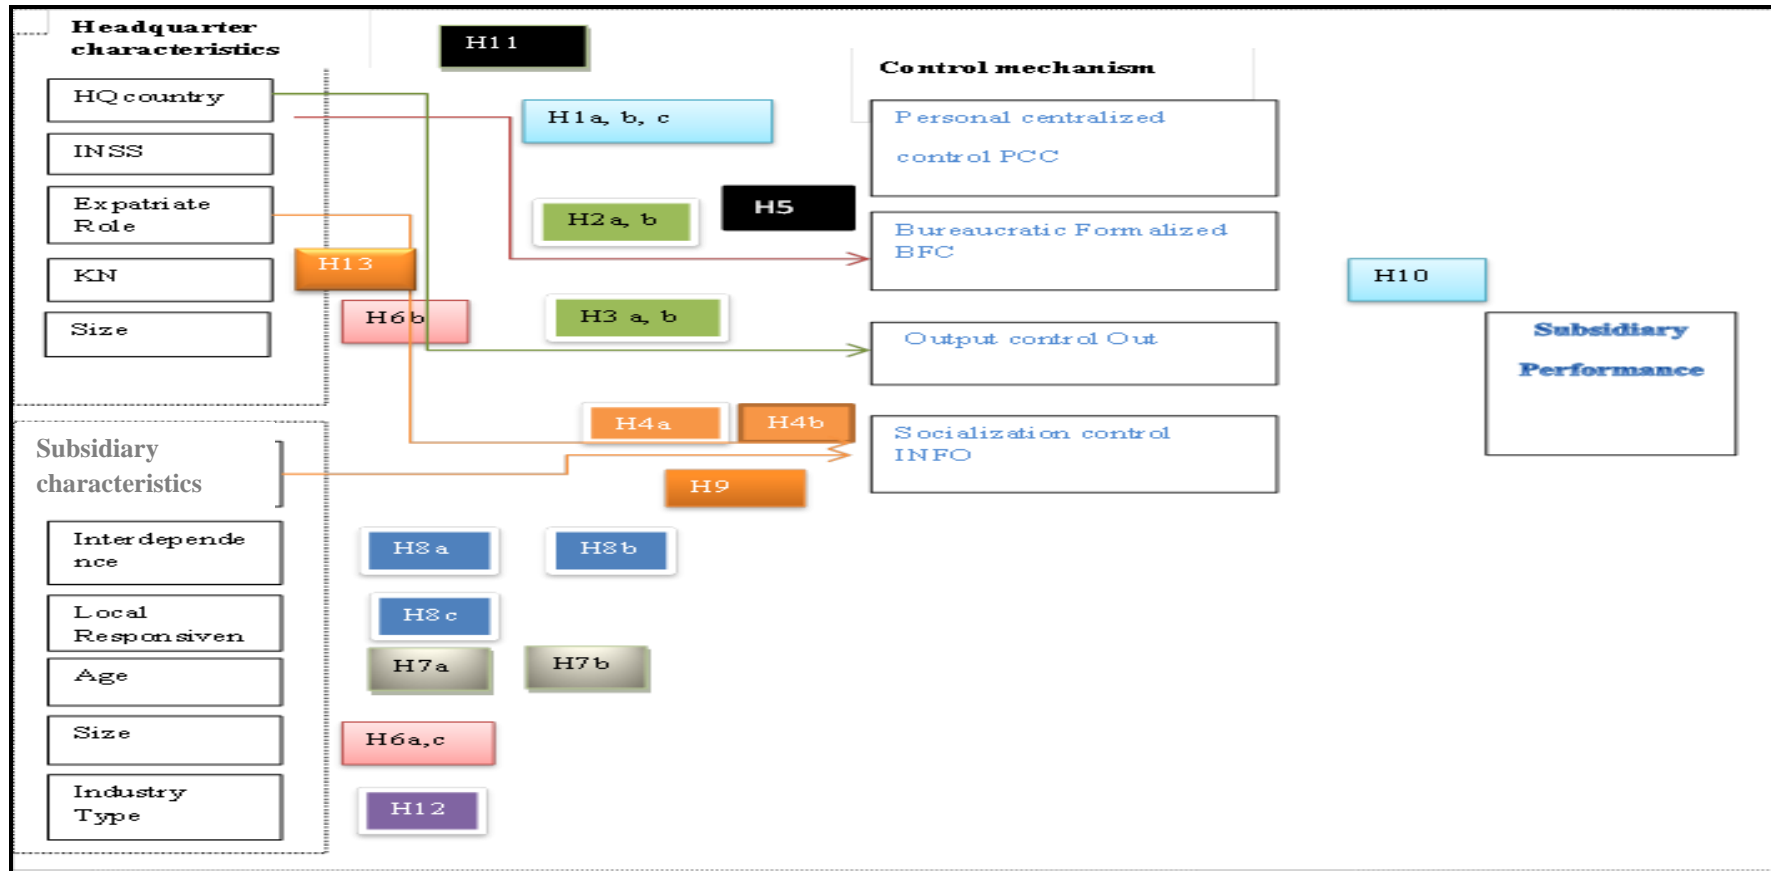 Headquarter
characteristics
HQ country
INSS
Expatriate
Role
KN
Size
H11
H1a, b, c
H2a, b
H5
H13
H6b
H3 a, b
H4a
H4b
H9
Control mechanism
Personal centralized
control PCC
Bureaucratic Formalized
BFC
Output control Out
Socialization control
INFO
H10
Subsidiary
Performance
Subsidiary
characteristics
Interdepende
nce
Local
Responsiven
Age
Size
Industry
Type
H8a
H8b
H8c
H7a
H7b
H6a,c
H12